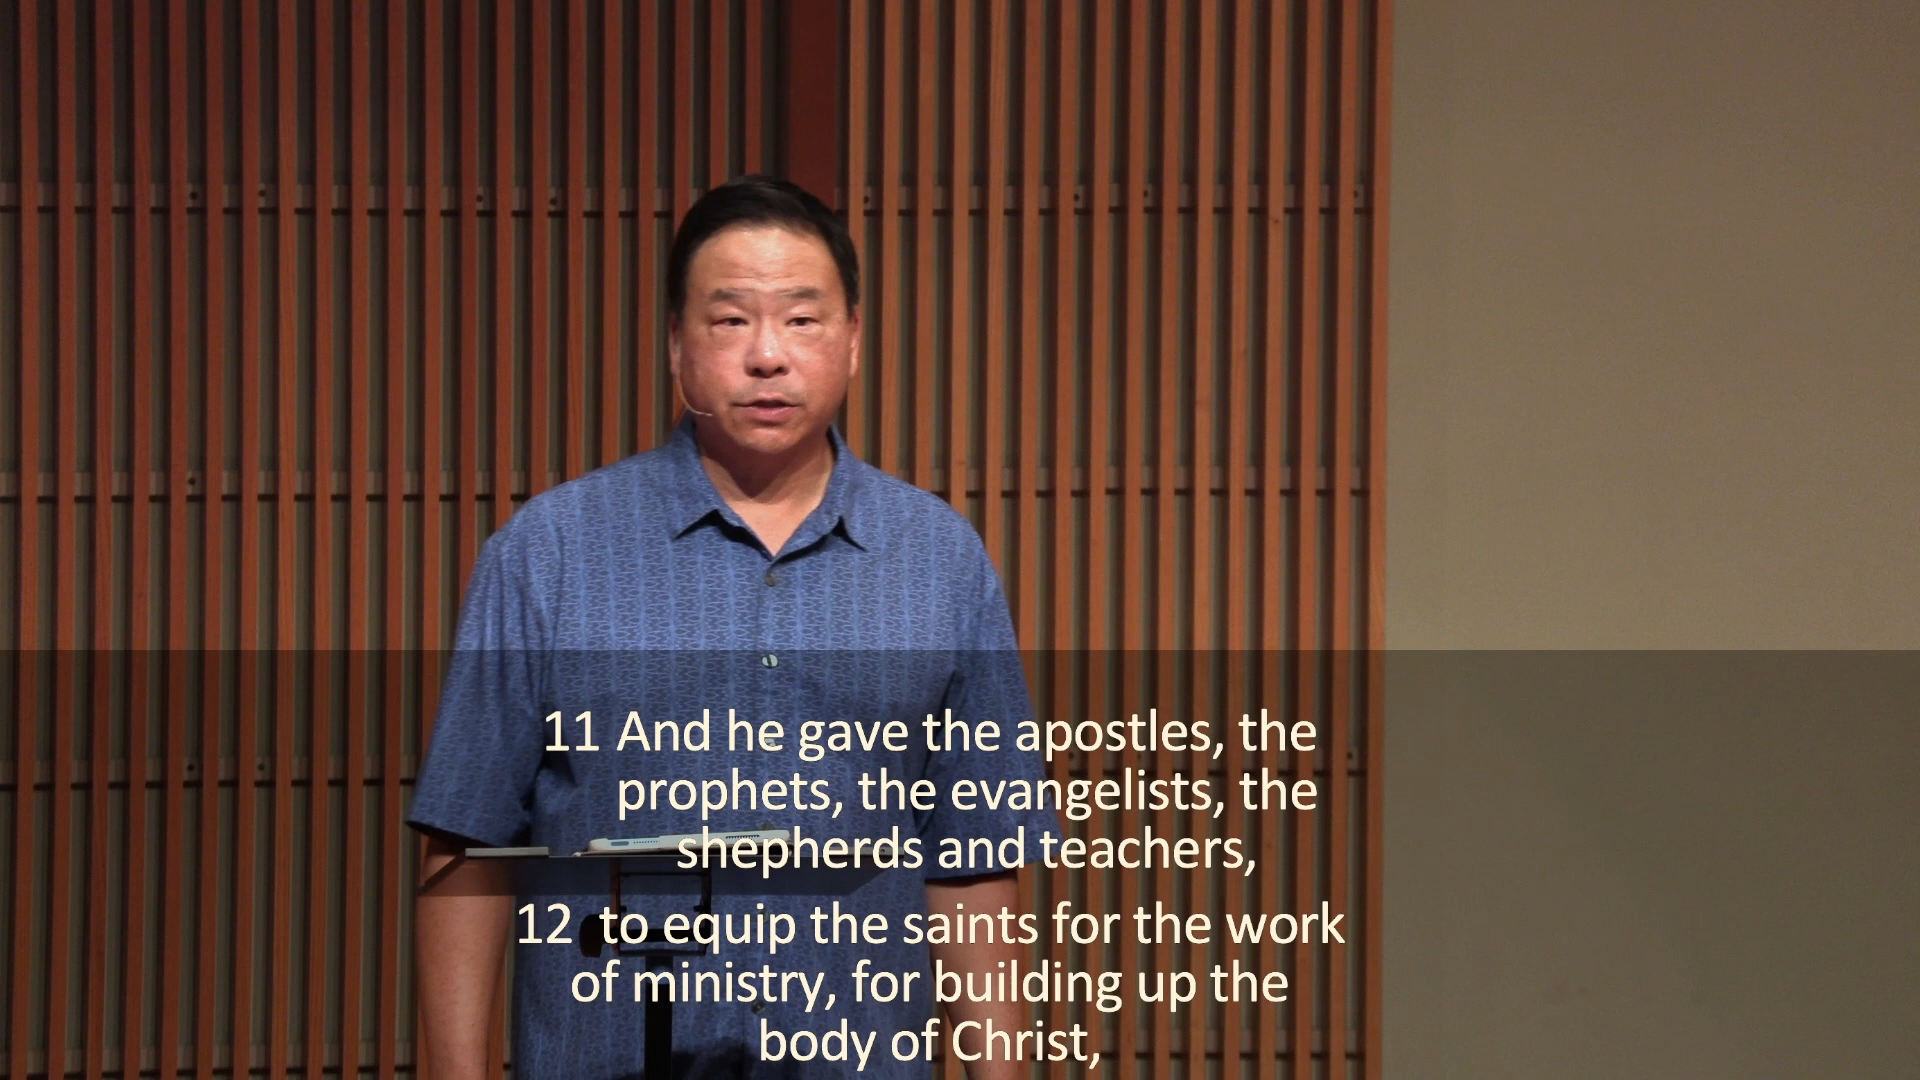 11 And he gave the apostles, the
prophets, the evangelists, the
shepherds and teachers,
12 to equip the saints for the work
of ministry, for building up the
body of Christ,